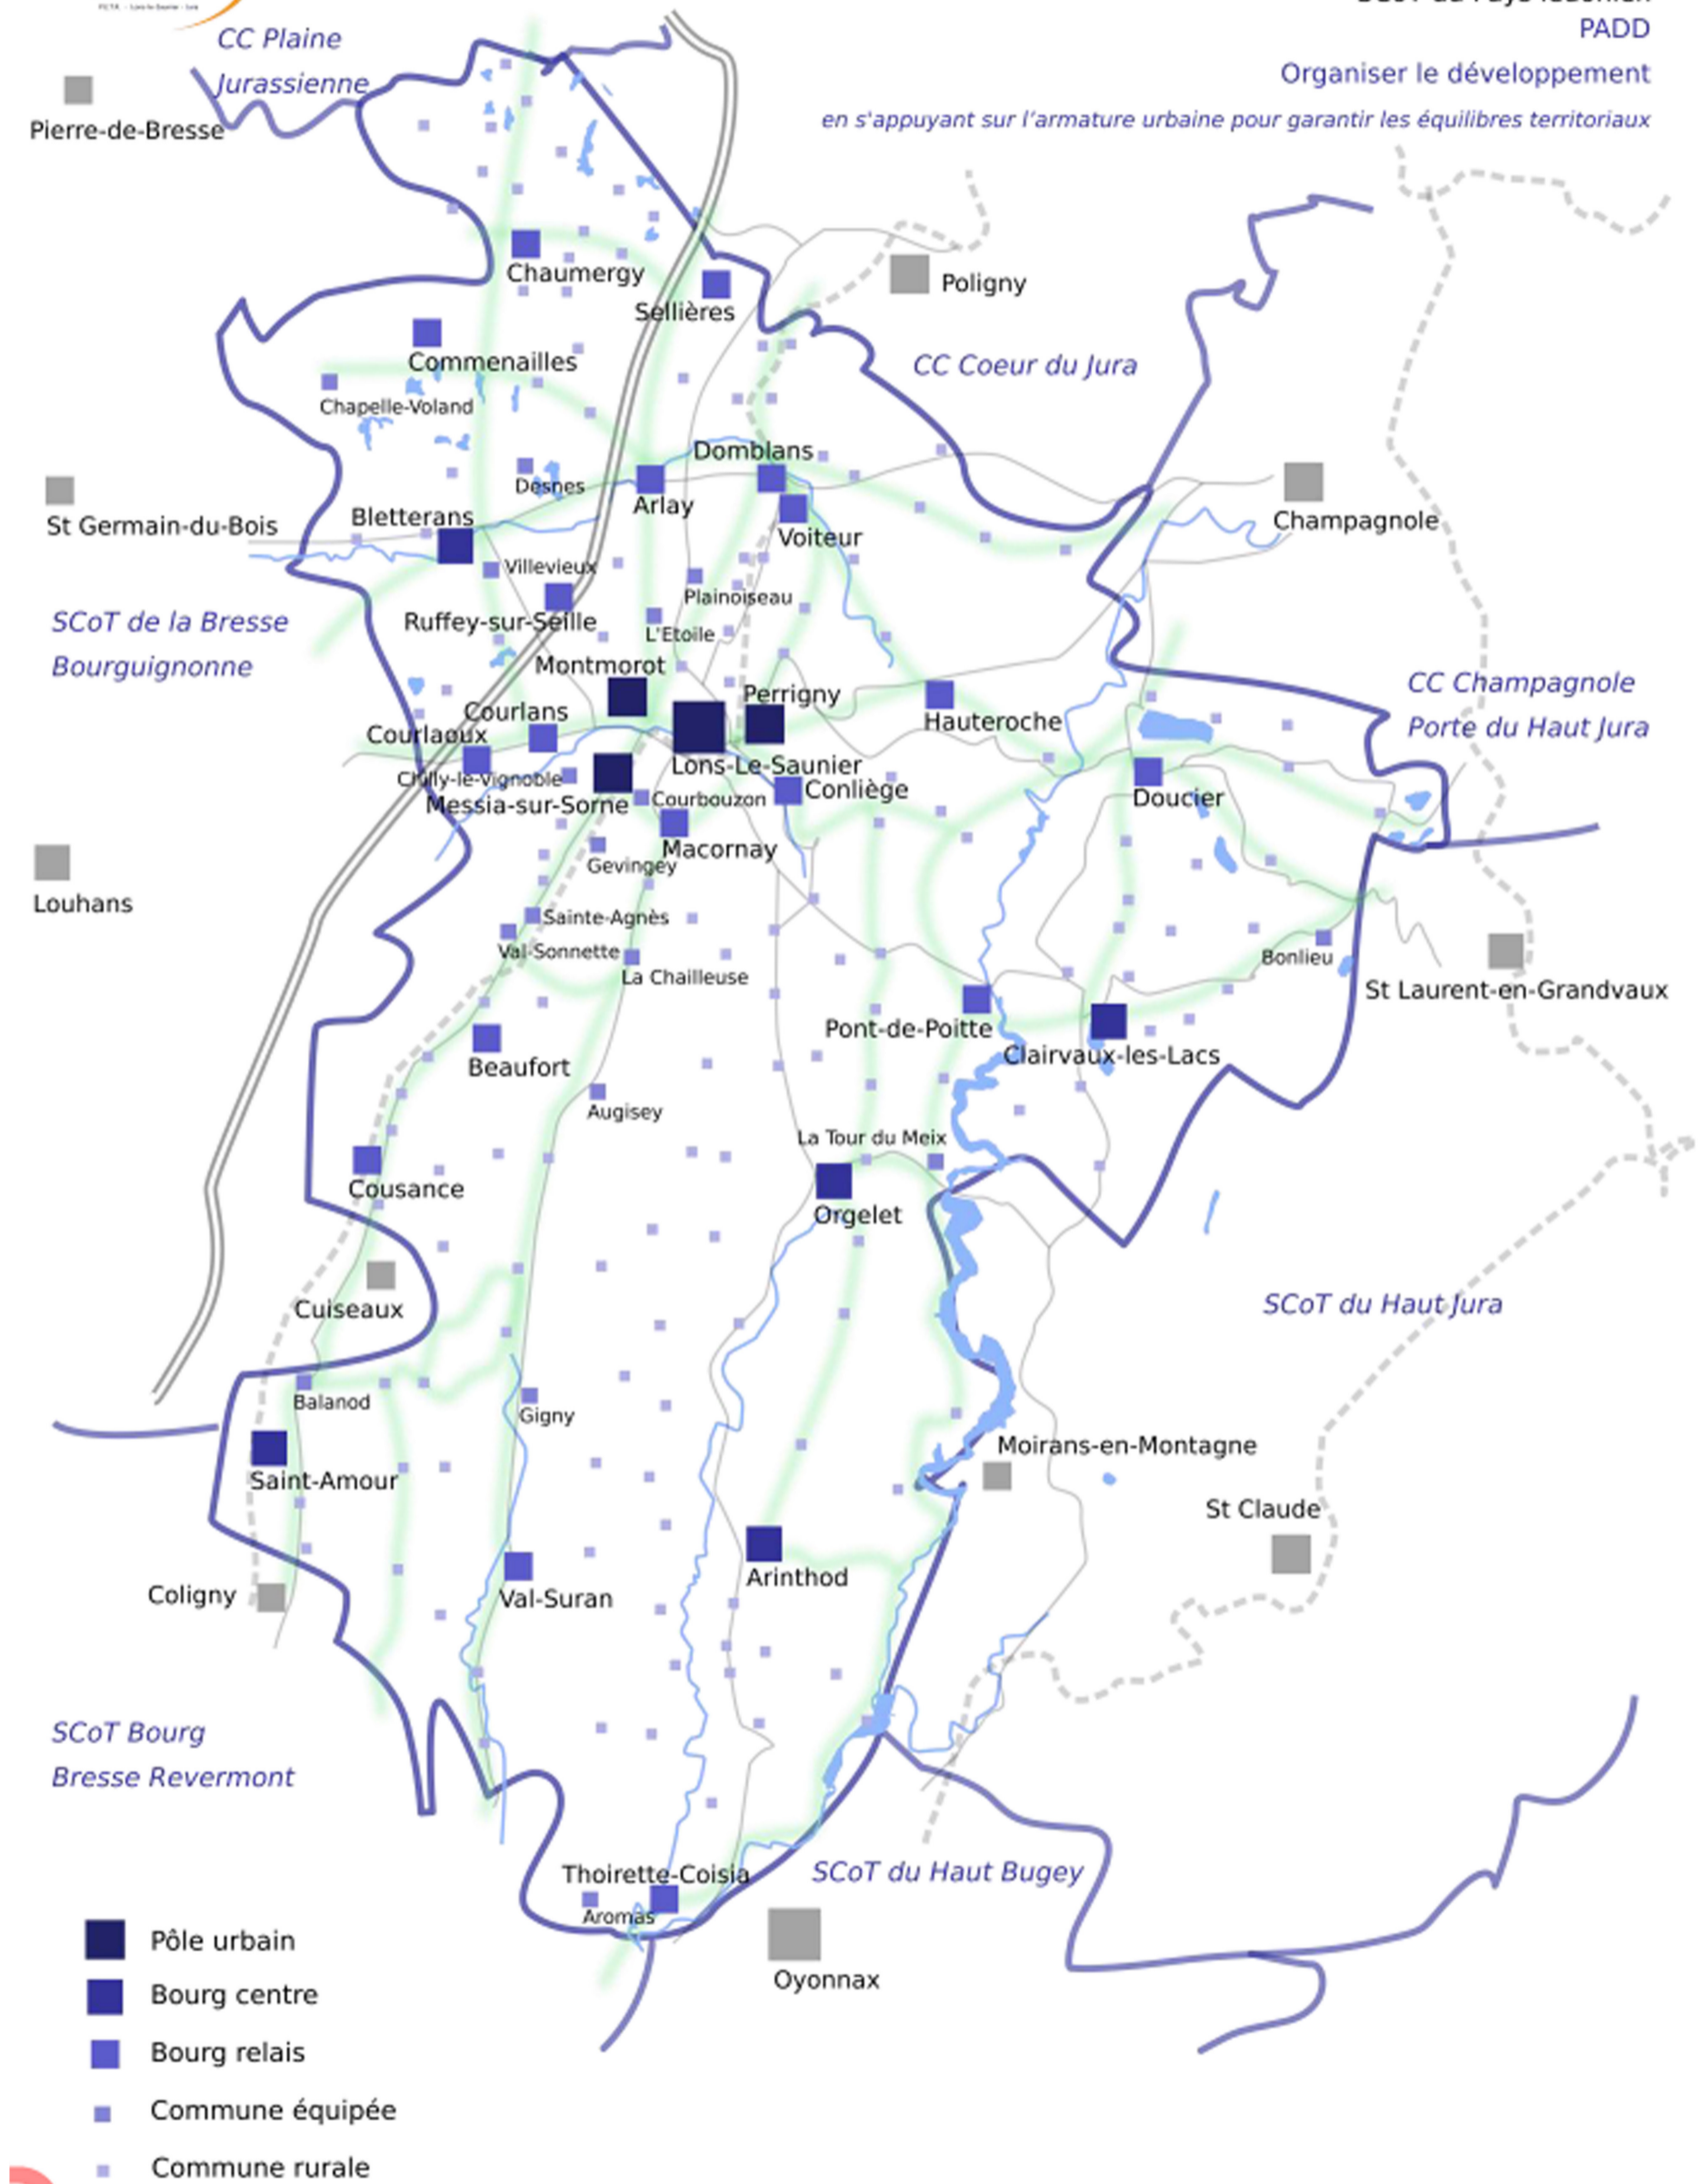 P.E.T.R. - Lons-le-Saunier - Jura
PADD
Organiser le développement
en s'appuyant sur l'armature urbaine pour garantir les équilibres territoriaux
CC Plaine
Jurassienne
Pierre-de-Bresse
Chaumergy
Sellières
Poligny
Commenailles
CC Coeur du Jura
Chapelle-Voland
Domblans
Desnes
Arlay
Bletterans
St Germain-du-Bois
Voiteur
Champagnole
Villevieux
Plainoiseau
SCoT de la Bresse
Bourguignonne
Ruffey-sur-Seille
L'Etoile
Montmorot
Perrigny
CC Champagnole
Porte du Haut Jura
Courlans
Hauteroche
Courlaoux
Lons-Le-Saunier
Chilly-le-Vignoble
Conliège
Doucier
Messia-sur-Sorne
Courbouzon
Macornay
Gevingey
Louhans
Sainte-Agnès
Val-Sonnette
La Chailleuse
Bonlieu
St Laurent-en-Grandvaux
Pont-de-Poitte
Clairvaux-les-Lacs
Beaufort
Augisey
La Tour du Meix
Cousance
Orgelet
Cuiseaux
SCoT du Haut Jura
Balanod
Gigny
Moirans-en-Montagne
Saint-Amour
St Claude
Arinthod
Coligny
Val-Suran
SCoT Bourg
Bresse Revermont
Thoirette-Coisia
SCoT du Haut Bugey
Aromas
Oyonnax
Pôle urbain
Bourg centre
Bourg relais
Commune équipée
Commune rurale